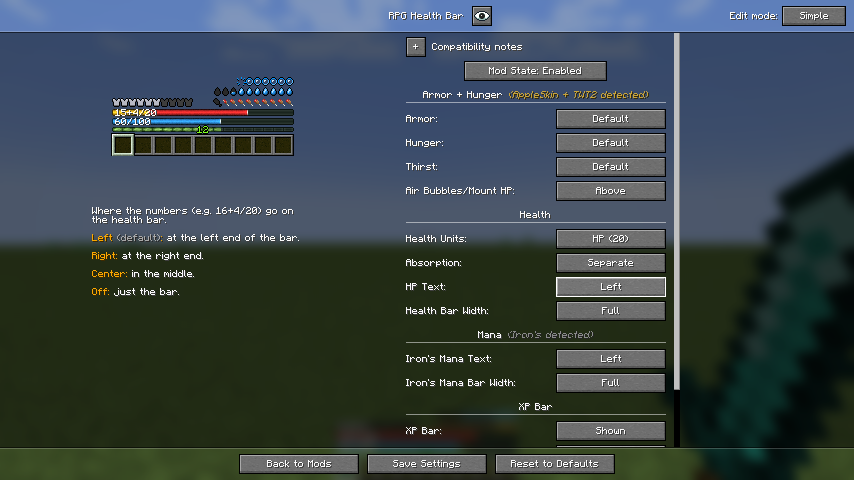 RPG Health Bar
Edit mode:
Simple
+
Compatibility notes
Mod State: Enabled
Armor + Hunger (AppleSkin + TWT2 detected)
Armor:
Default
Hunger:
Default
Thirst:
Default
Air Bubbles/Mount HP:
Above
Health
Health Units:
HP (20)
Absorption:
Separate
HP Text:
Left
Health Bar Width:
Full
Mana (Iron's detected)
Iron's Mana Text:
Left
Iron's Mana Bar Width:
Full
XP Bar
XP Bar:
Shown
15+4/20
60/100
12
Where the numbers (e.g. 16+4/20) go on
the health bar.
Left (default): at the left end of the bar.
Right: at the right end.
Center: in the middle.
Off: just the bar.
Back to Mods
Save Settings
Reset to Defaults